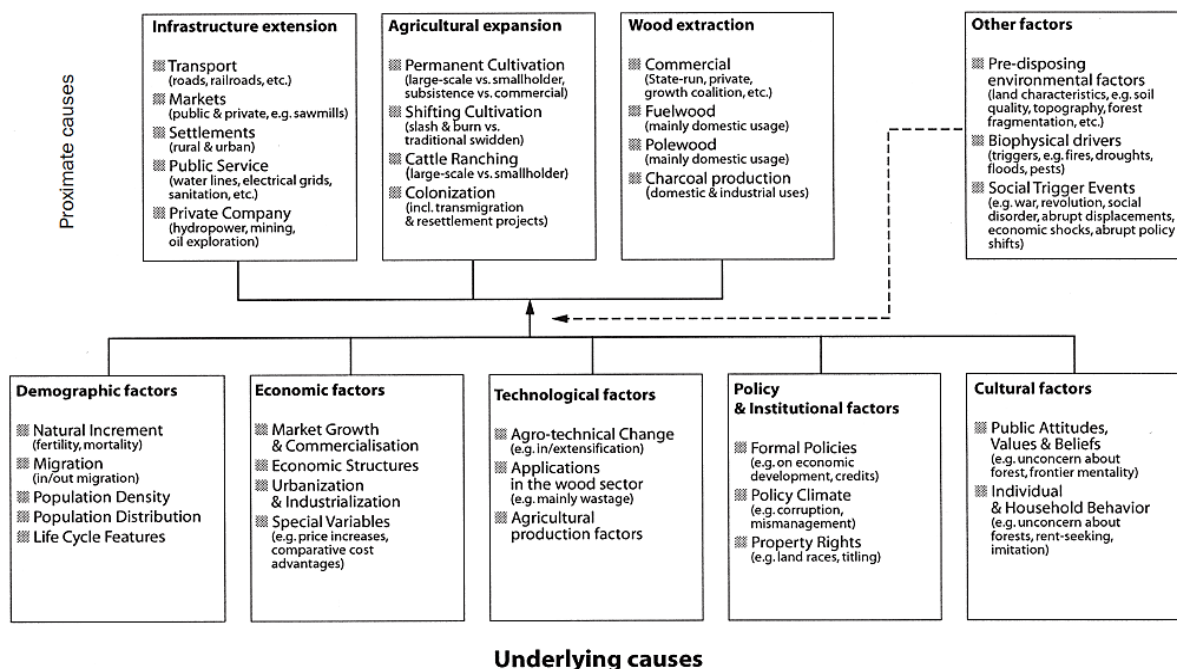 Proximate causes
Infrastructure extension
Transport
(roads, railroads, etc.)
Markets
(public & private, e.g. sawmills)
Settlements
(rural & urban)
Public Service
(water lines, electrical grids,
sanitation, etc.)
Private Company
(hydropower, mining,
oil exploration)
Agricultural expansion
Permanent Cultivation
(large-scale vs. smallholder,
subsistence vs. commercial)
Shifting Cultivation
(slash & burn vs.
traditional swidden)
Cattle Ranching
(large-scale vs. smallholder)
Colonization
(incl. transmigration
& resettlement projects)
Wood extraction
Commercial
(State-run, private,
growth coalition, etc.)
Fuelwood
(mainly domestic usage)
Polewood
(mainly domestic usage)
Charcoal production
(domestic & industrial uses)
Other factors
Pre-disposing
environmental factors
(land characteristics, e.g. soil
quality, topography, forest
fragmentation, etc.)
Biophysical drivers
(triggers, e.g. fires, droughts,
floods, pests)
Social Trigger Events
(e.g. war, revolution, social
disorder, abrupt displacements,
economic shocks, abrupt policy
shifts)
Demographic factors
Natural Increment
(fertility, mortality)
Migration
(in/out migration)
Population Density
Population Distribution
Life Cycle Features
Economic factors
Market Growth
& Commercialisation
Economic Structures
Urbanization
& Industrialization
Special Variables
(e.g. price increases,
comparative cost
advantages)
Technological factors
Agro-technical Change
(e.g. in/extensification)
Applications
in the wood sector
(e.g. mainly wastage)
Agricultural
production factors
Policy
& Institutional factors
Formal Policies
(e.g. on economic
development, credits)
Policy Climate
(e.g. corruption,
mismanagement)
Property Rights
(e.g. land races, titling)
Cultural factors
Public Attitudes,
Values & Beliefs
(e.g. unconcern about
forest, frontier mentality)
Individual
& Household Behavior
(e.g. unconcern about
forests, rent-seeking,
imitation)
Underlying causes